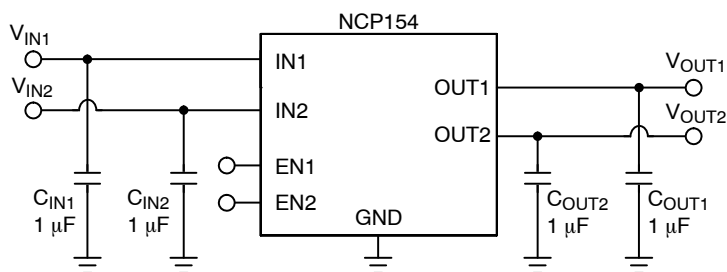 NCP154
VIN1
IN1
VIN2
IN2
OUT1
VOUT1
OUT2
VOUT2
EN1
EN2
GND
CIN1
1 μF
CIN2
1 μF
COUT2
1 μF
COUT1
1 μF